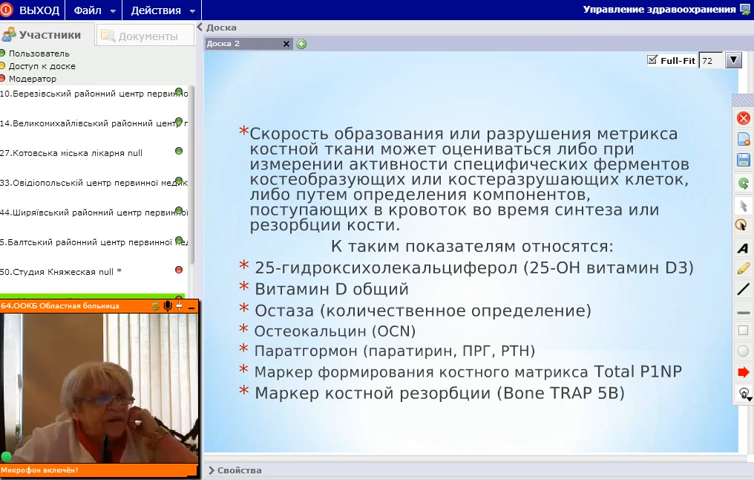 ВЫХОД Файл Действия Управление здравоохранения
Участники Документы
Пользователь
Доступ к доске
Модератор
10.Березівський районний центр первинно
14.Великомихайлівський районний центр г
27.Котовська міська лікарня null
33.Овідіопольській центр первинної медик
44.Ширяївський районний центр первинної
5.Балтський районний центр первинної
50.Студия Княжеская null *
64.ООКБ Областная больница
Микрофон включён!
Доска
Доска 2
Full-Fit 72
*Скорость образования или разрушения метрикса
костной ткани может оцениваться либо при
измерении активности специфических ферментов
костеобразующих или костеразрушающих клеток,
либо путем определения компонентов,
поступающих в кровоток во время синтеза или
резорбции кости.
К таким показателям относятся:
* 25-гидроксихолекальциферол (25-ОН витамин D3)
* Витамин D общий
* Остаза (количественное определение)
* Остеокальцин (OCN)
* Паратгормон (паратирин, ПРГ, РТН)
* Маркер формирования костного матрикса Total P1NP
* Маркер костной резорбции (Bone TRAP 5B)
Свойства